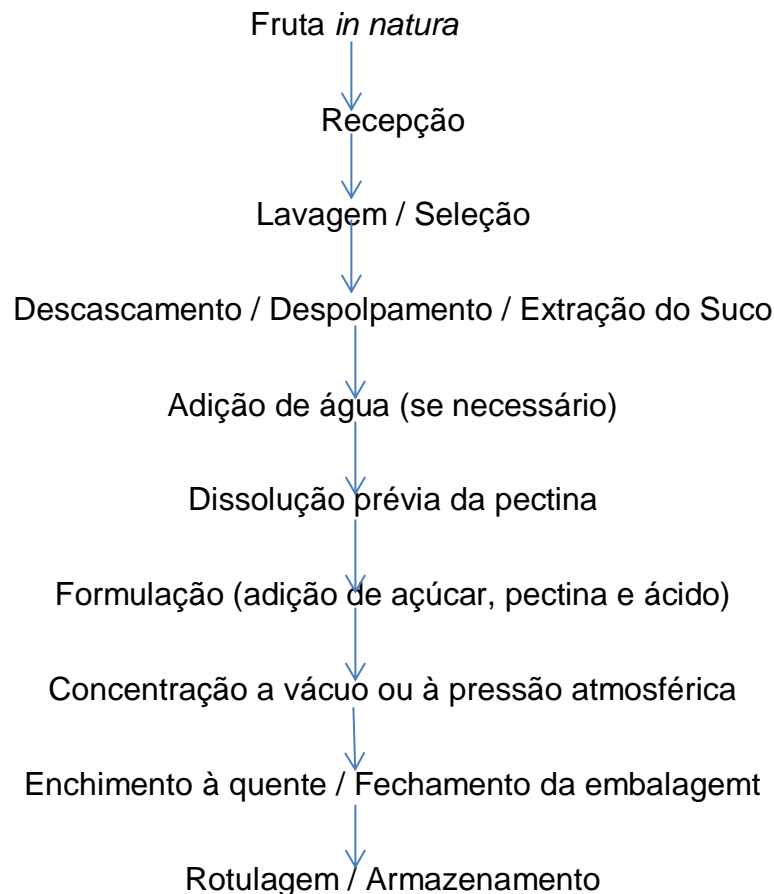 Fruta in natura
Recepção
Lavagem / Seleção
Descascamento / Despolpamento / Extração do Suco
Adição de água (se necessário)
Dissolução prévia da pectina
Formulação (adição de açúcar, pectina e ácido)
Concentração a vácuo ou à pressão atmosférica
Enchimento à quente / Fechamento da embalagemt
Rotulagem / Armazenamento